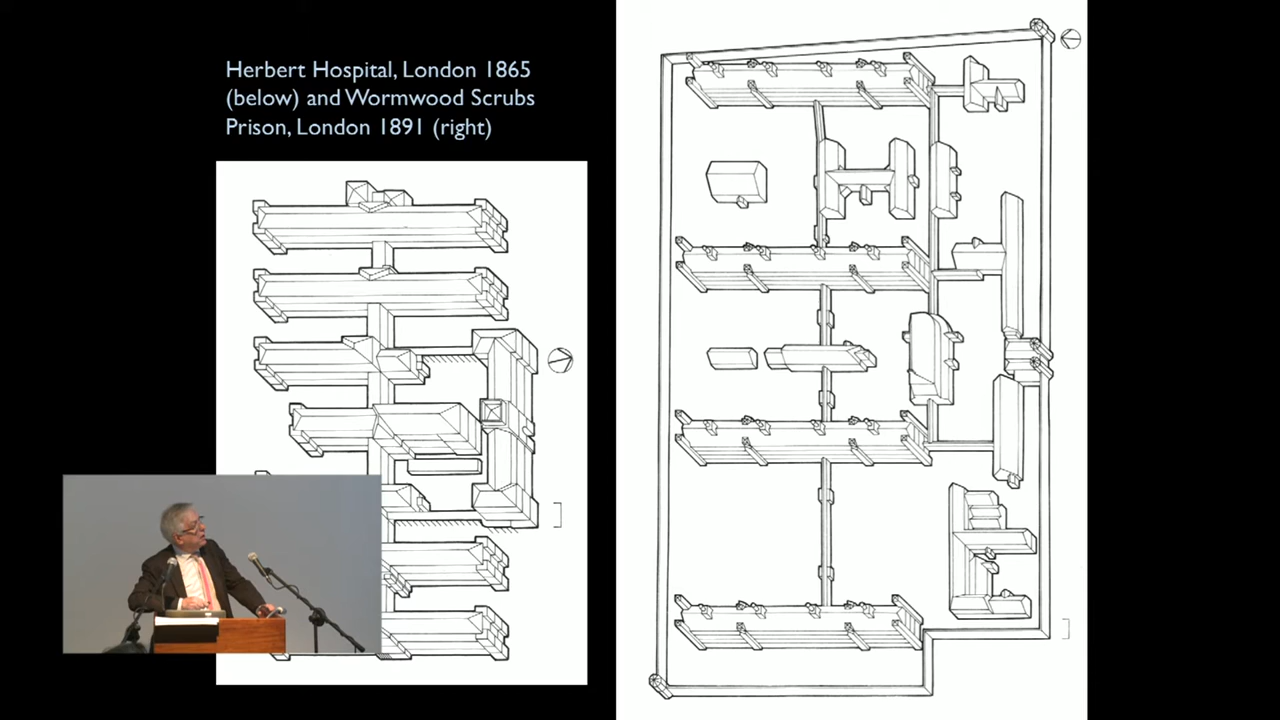 Herbert Hospital, London 1865
(below) and Wormwood Scrubs
Prison, London 1891 (right)